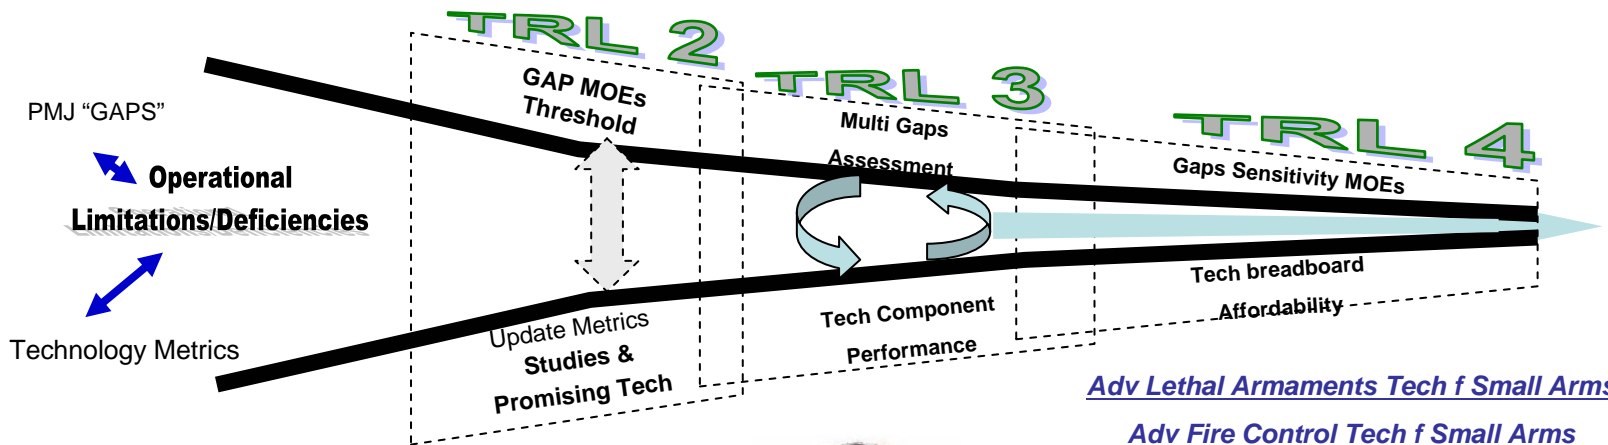 TRL 2
TRL 3
TRL 4
PMJ “GAPS”
Operational
Limitations/Deficiencies
Technology Metrics
GAP MOEs
Threshold
Update Metrics
Studies &
Promising Tech
Multi Gaps
Assessment
Tech Component
Performance
Gaps Sensitivity MOEs
Tech breadboard
Affordability
Adv Lethal Armaments Tech f Small Arms
Adv Fire Control Tech f Small Arms